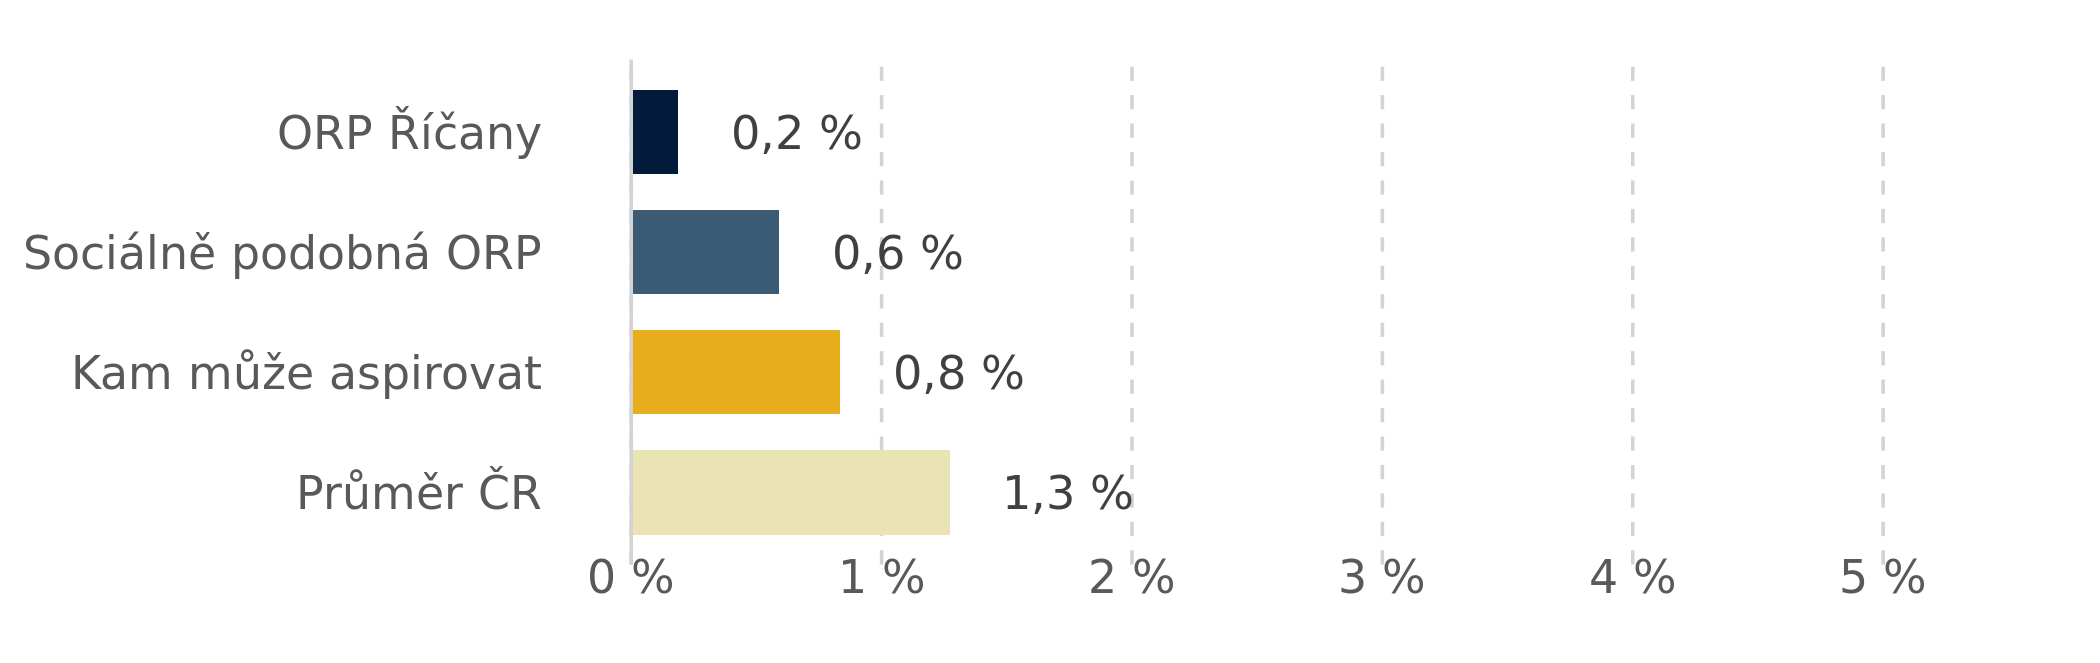 ORP Říčany 0,2 %
Sociálně podobná ORP 0,6 %
Kam může aspirovat 0,8 %
Průměr ČR 1,3 %
0 % 1 % 2 % 3 % 4 % 5 %